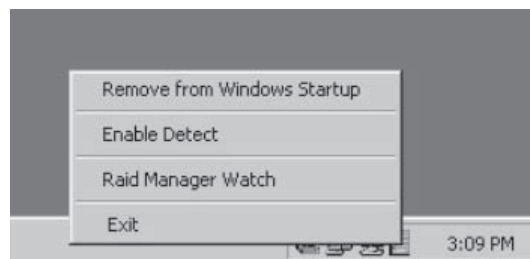 Remove from Windows Startup
Enable Detect
Raid Manager Watch
Exit
3:09 PM